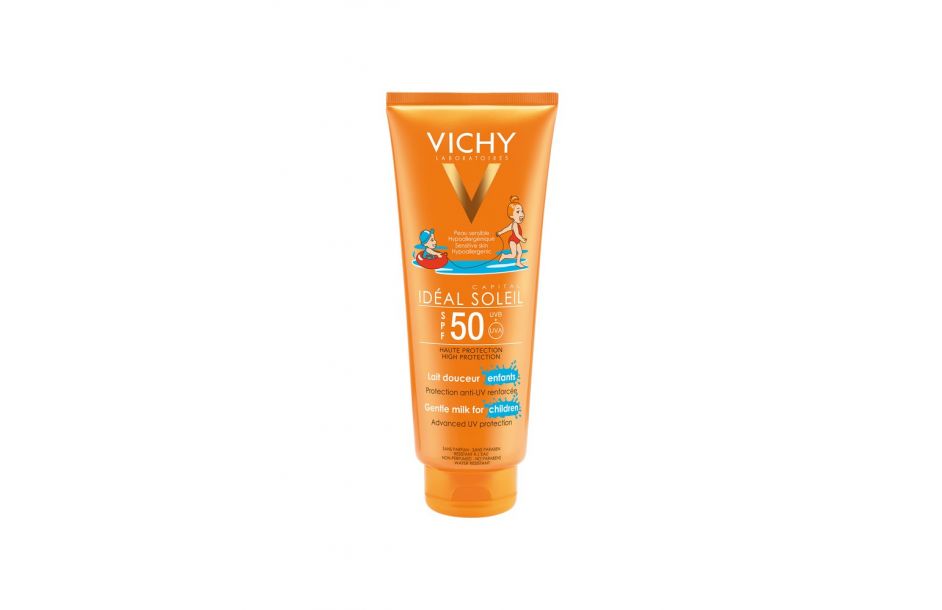 VICHY
LABORATOIRES
V
Peau sensible
Hypoallergénique
Sensitive skin
Hypoallergenic
CAPITAL
IDÉAL SOLEIL
SPF 50 UVB + UVA
HAUTE PROTECTION
HIGH PROTECTION
Lait douceur enfants
Protection anti-UV renforcée
Gentle milk for children
Advanced UV protection
SANS PARFUM - SANS PARABEN
RÉSISTANT À L'EAU
NON-PERFUMED - NO PARABENS
WATER RESISTANT